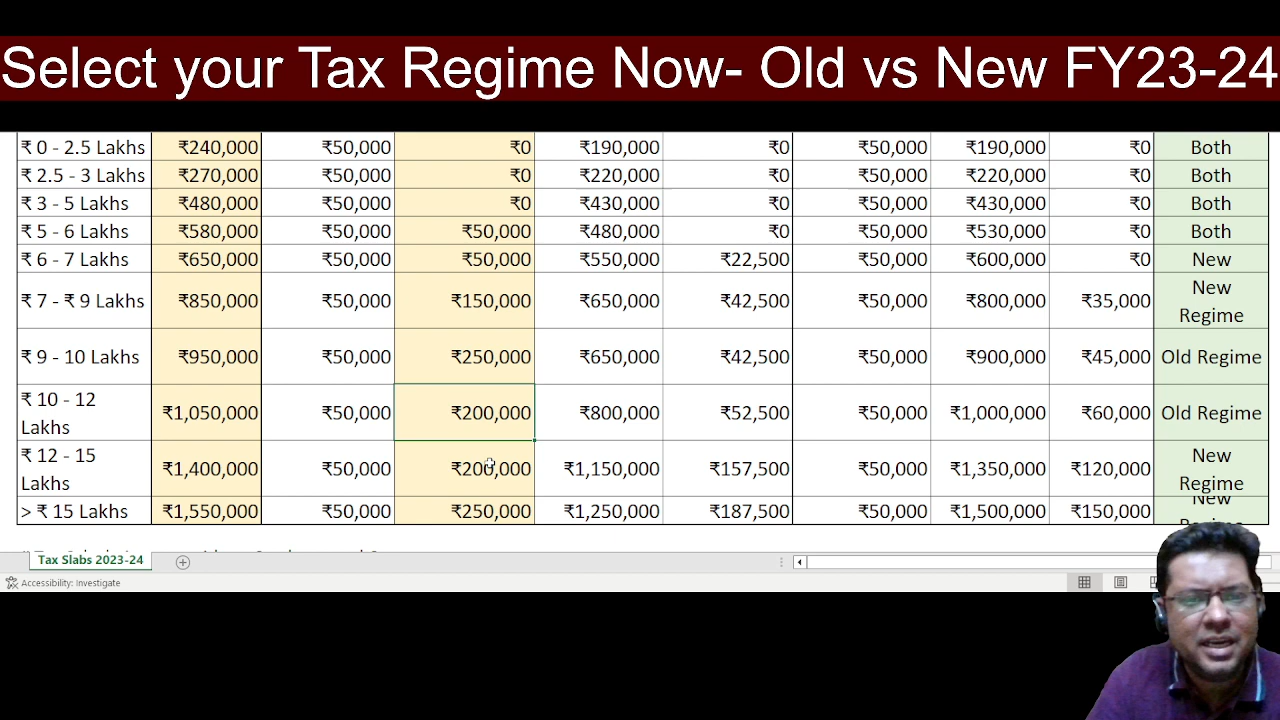 Select your Tax Regime Now- Old vs New FY23-24
₹ 0 - 2.5 Lakhs ₹240,000 ₹50,000 ₹0 ₹190,000 ₹0 ₹50,000 ₹190,000 ₹0 Both
₹ 2.5 - 3 Lakhs ₹270,000 ₹50,000 ₹0 ₹220,000 ₹0 ₹50,000 ₹220,000 ₹0 Both
₹ 3 - 5 Lakhs ₹480,000 ₹50,000 ₹0 ₹430,000 ₹0 ₹50,000 ₹430,000 ₹0 Both
₹ 5 - 6 Lakhs ₹580,000 ₹50,000 ₹50,000 ₹480,000 ₹0 ₹50,000 ₹530,000 ₹0 Both
₹ 6 - 7 Lakhs ₹650,000 ₹50,000 ₹50,000 ₹550,000 ₹22,500 ₹50,000 ₹600,000 ₹0 New
₹ 7 - ₹ 9 Lakhs ₹850,000 ₹50,000 ₹150,000 ₹650,000 ₹42,500 ₹50,000 ₹800,000 ₹35,000 New
Regime
₹ 9 - 10 Lakhs ₹950,000 ₹50,000 ₹250,000 ₹650,000 ₹42,500 ₹50,000 ₹900,000 ₹45,000 Old Regime
₹ 10 - 12
Lakhs ₹1,050,000 ₹50,000 ₹200,000 ₹800,000 ₹52,500 ₹50,000 ₹1,000,000 ₹60,000 Old Regime
₹ 12 - 15
Lakhs ₹1,400,000 ₹50,000 ₹200,000 ₹1,150,000 ₹157,500 ₹50,000 ₹1,350,000 ₹120,000 New
Regime
> ₹ 15 Lakhs ₹1,550,000 ₹50,000 ₹250,000 ₹1,250,000 ₹187,500 ₹50,000 ₹1,500,000 ₹150,000 New
Tax Slabs 2023-24
Accessibility: Investigate